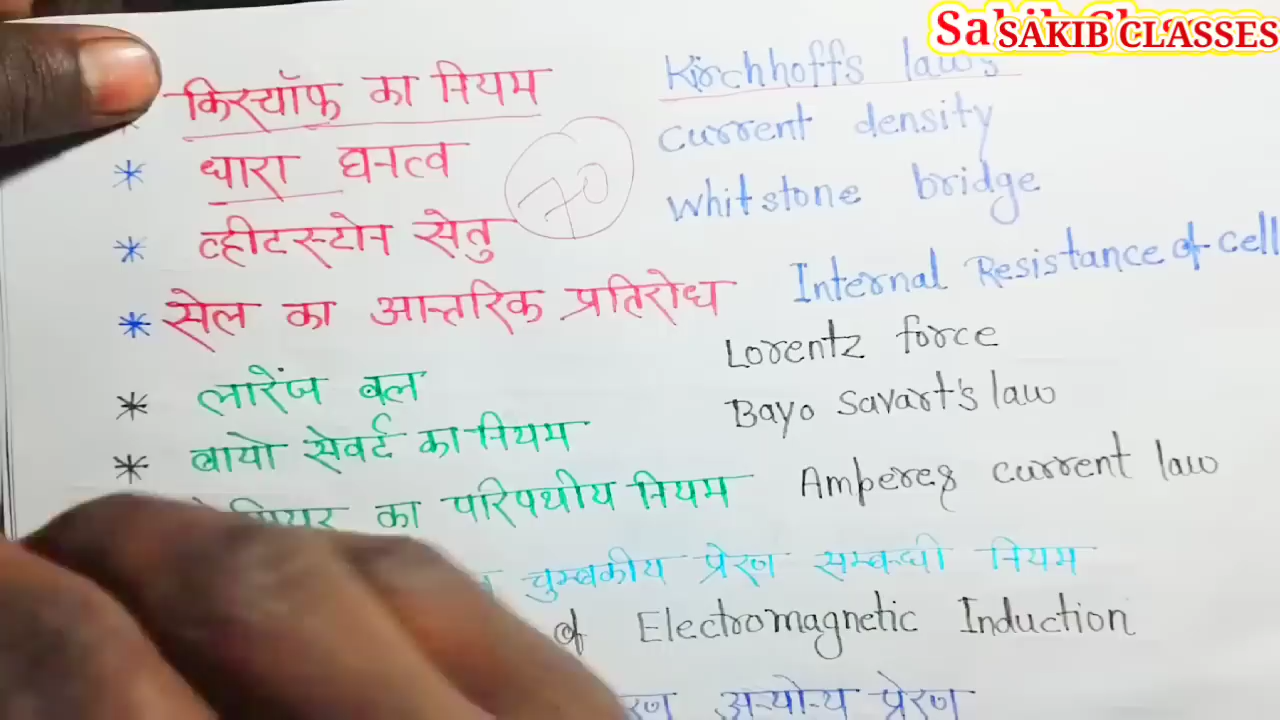 SAKIB CLASSES
किरचॉफ का नियम Kirchhoffs laws
* धारा घनत्व 70 current density
* व्हीटस्टोन सेतु whitstone bridge
* सेल का आन्तरिक प्रतिरोध Internal Resistance of cell
* लारेंज बल Lorentz force
* बायो सेवर्ट का नियम Bayo Savart's law
का परिपथीय नियम Amperes current law
चुम्बकीय प्रेरण सम्बन्धी नियम
of Electromagnetic Induction
अन्योन्य प्रेरण